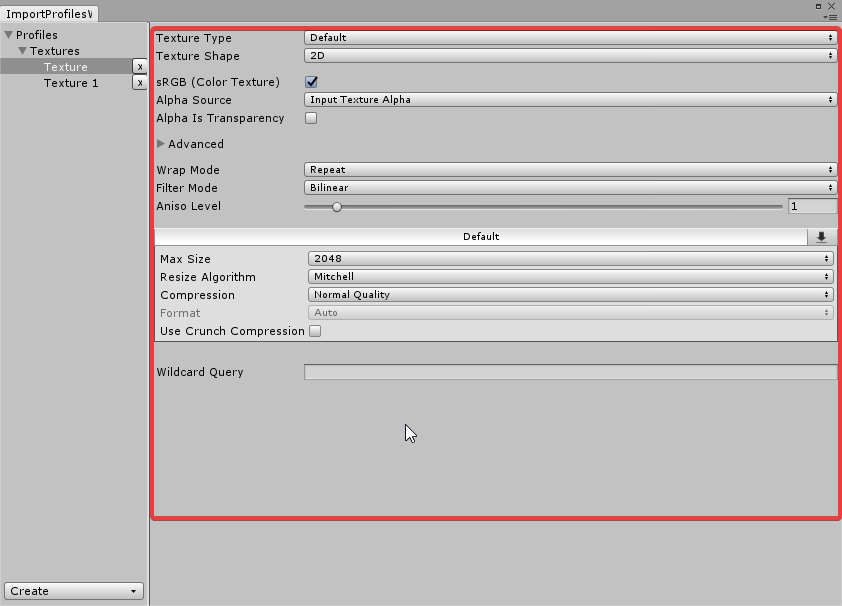 ImportProfilesW
Profiles
Textures
Texture x
Texture 1 x
Create
Texture Type Default
Texture Shape 2D
sRGB (Color Texture)
Alpha Source Input Texture Alpha
Alpha Is Transparency
Advanced
Wrap Mode Repeat
Filter Mode Bilinear
Aniso Level 1
Default
Max Size 2048
Resize Algorithm Mitchell
Compression Normal Quality
Format Auto
Use Crunch Compression
Wildcard Query